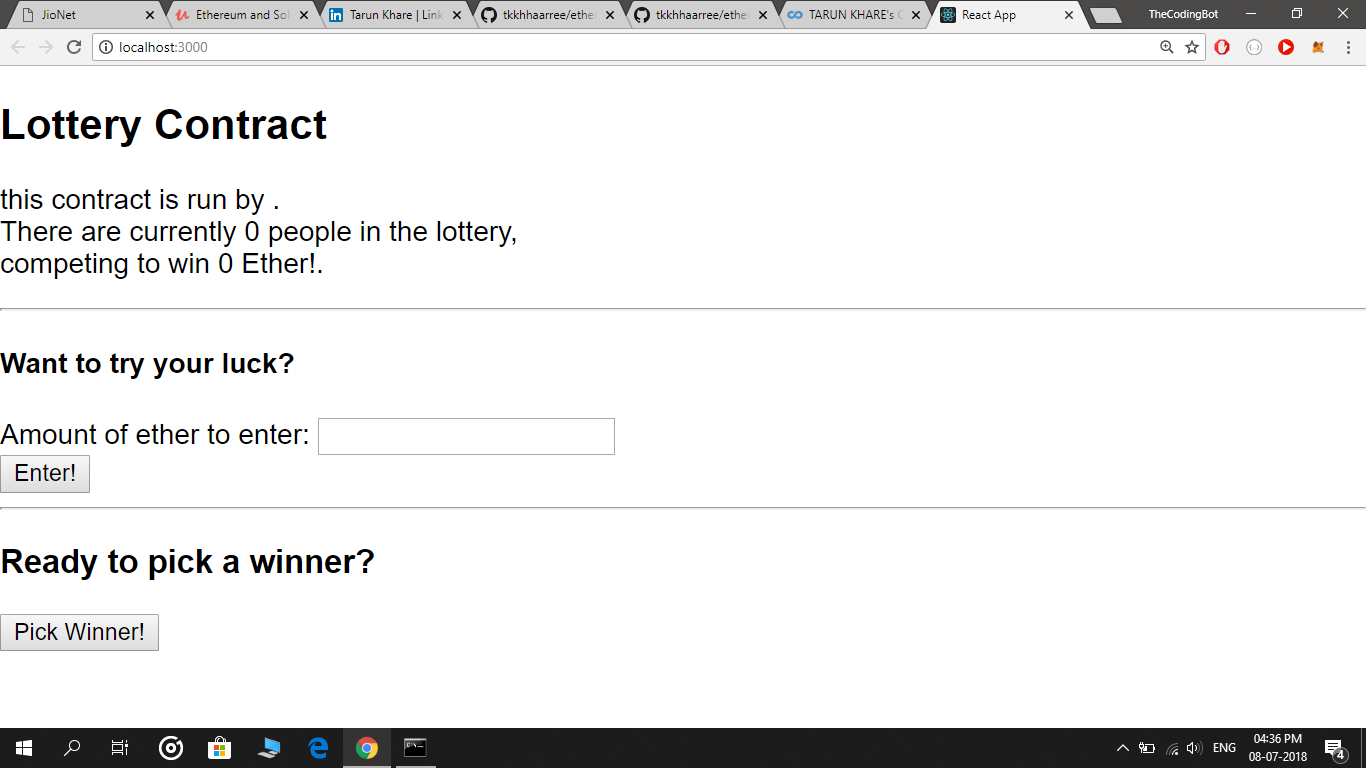 JioNet
Ethereum and Sol
Tarun Khare | Link
tkkhhaarree/ether
tkkhhaarree/ether
TARUN KHARE's C
React App
TheCodingBot
localhost:3000
Lottery Contract
this contract is run by .
There are currently 0 people in the lottery,
competing to win 0 Ether!.
Want to try your luck?
Amount of ether to enter:
Enter!
Ready to pick a winner?
Pick Winner!
ENG
04:36 PM
08-07-2018
4